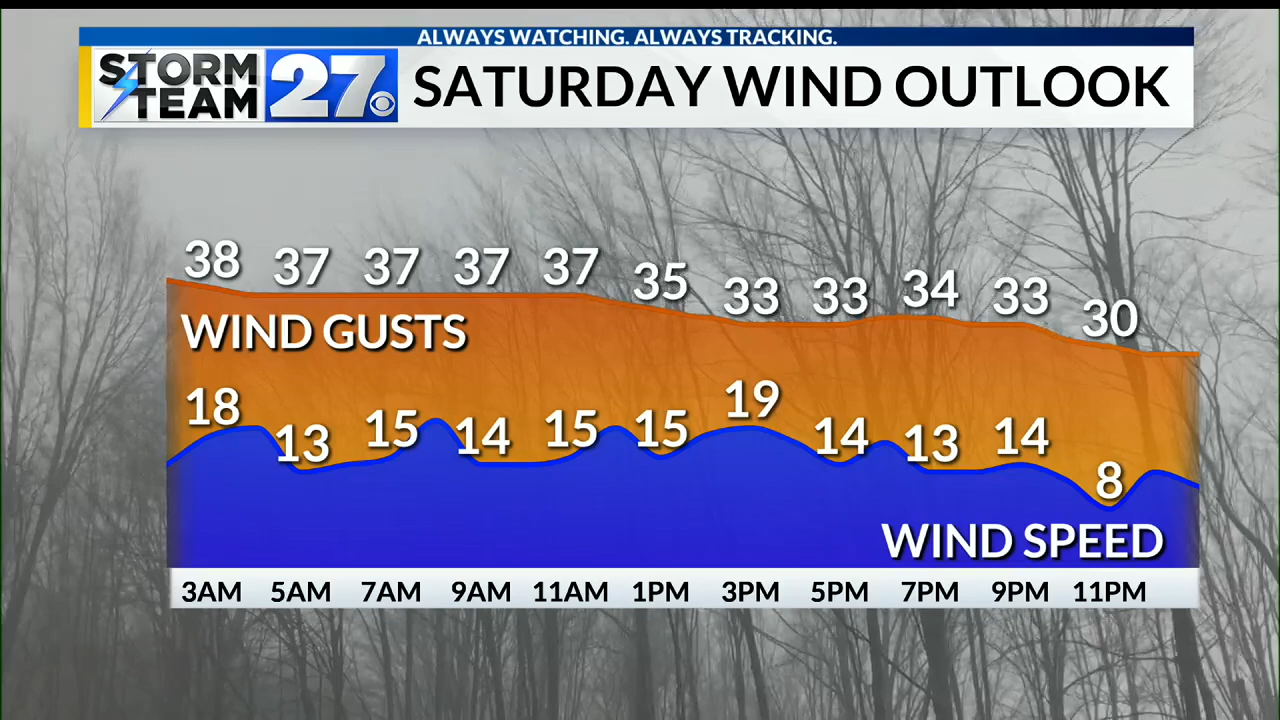 ALWAYS WATCHING. ALWAYS TRACKING.
STORM
TEAM
27
SATURDAY WIND OUTLOOK
38 37 37 37 37 35 33 33 34 33 30
WIND GUSTS
18 13 15 14 15 15 19 14 13 14 8
WIND SPEED
3AM 5AM 7AM 9AM 11AM 1PM 3PM 5PM 7PM 9PM 11PM